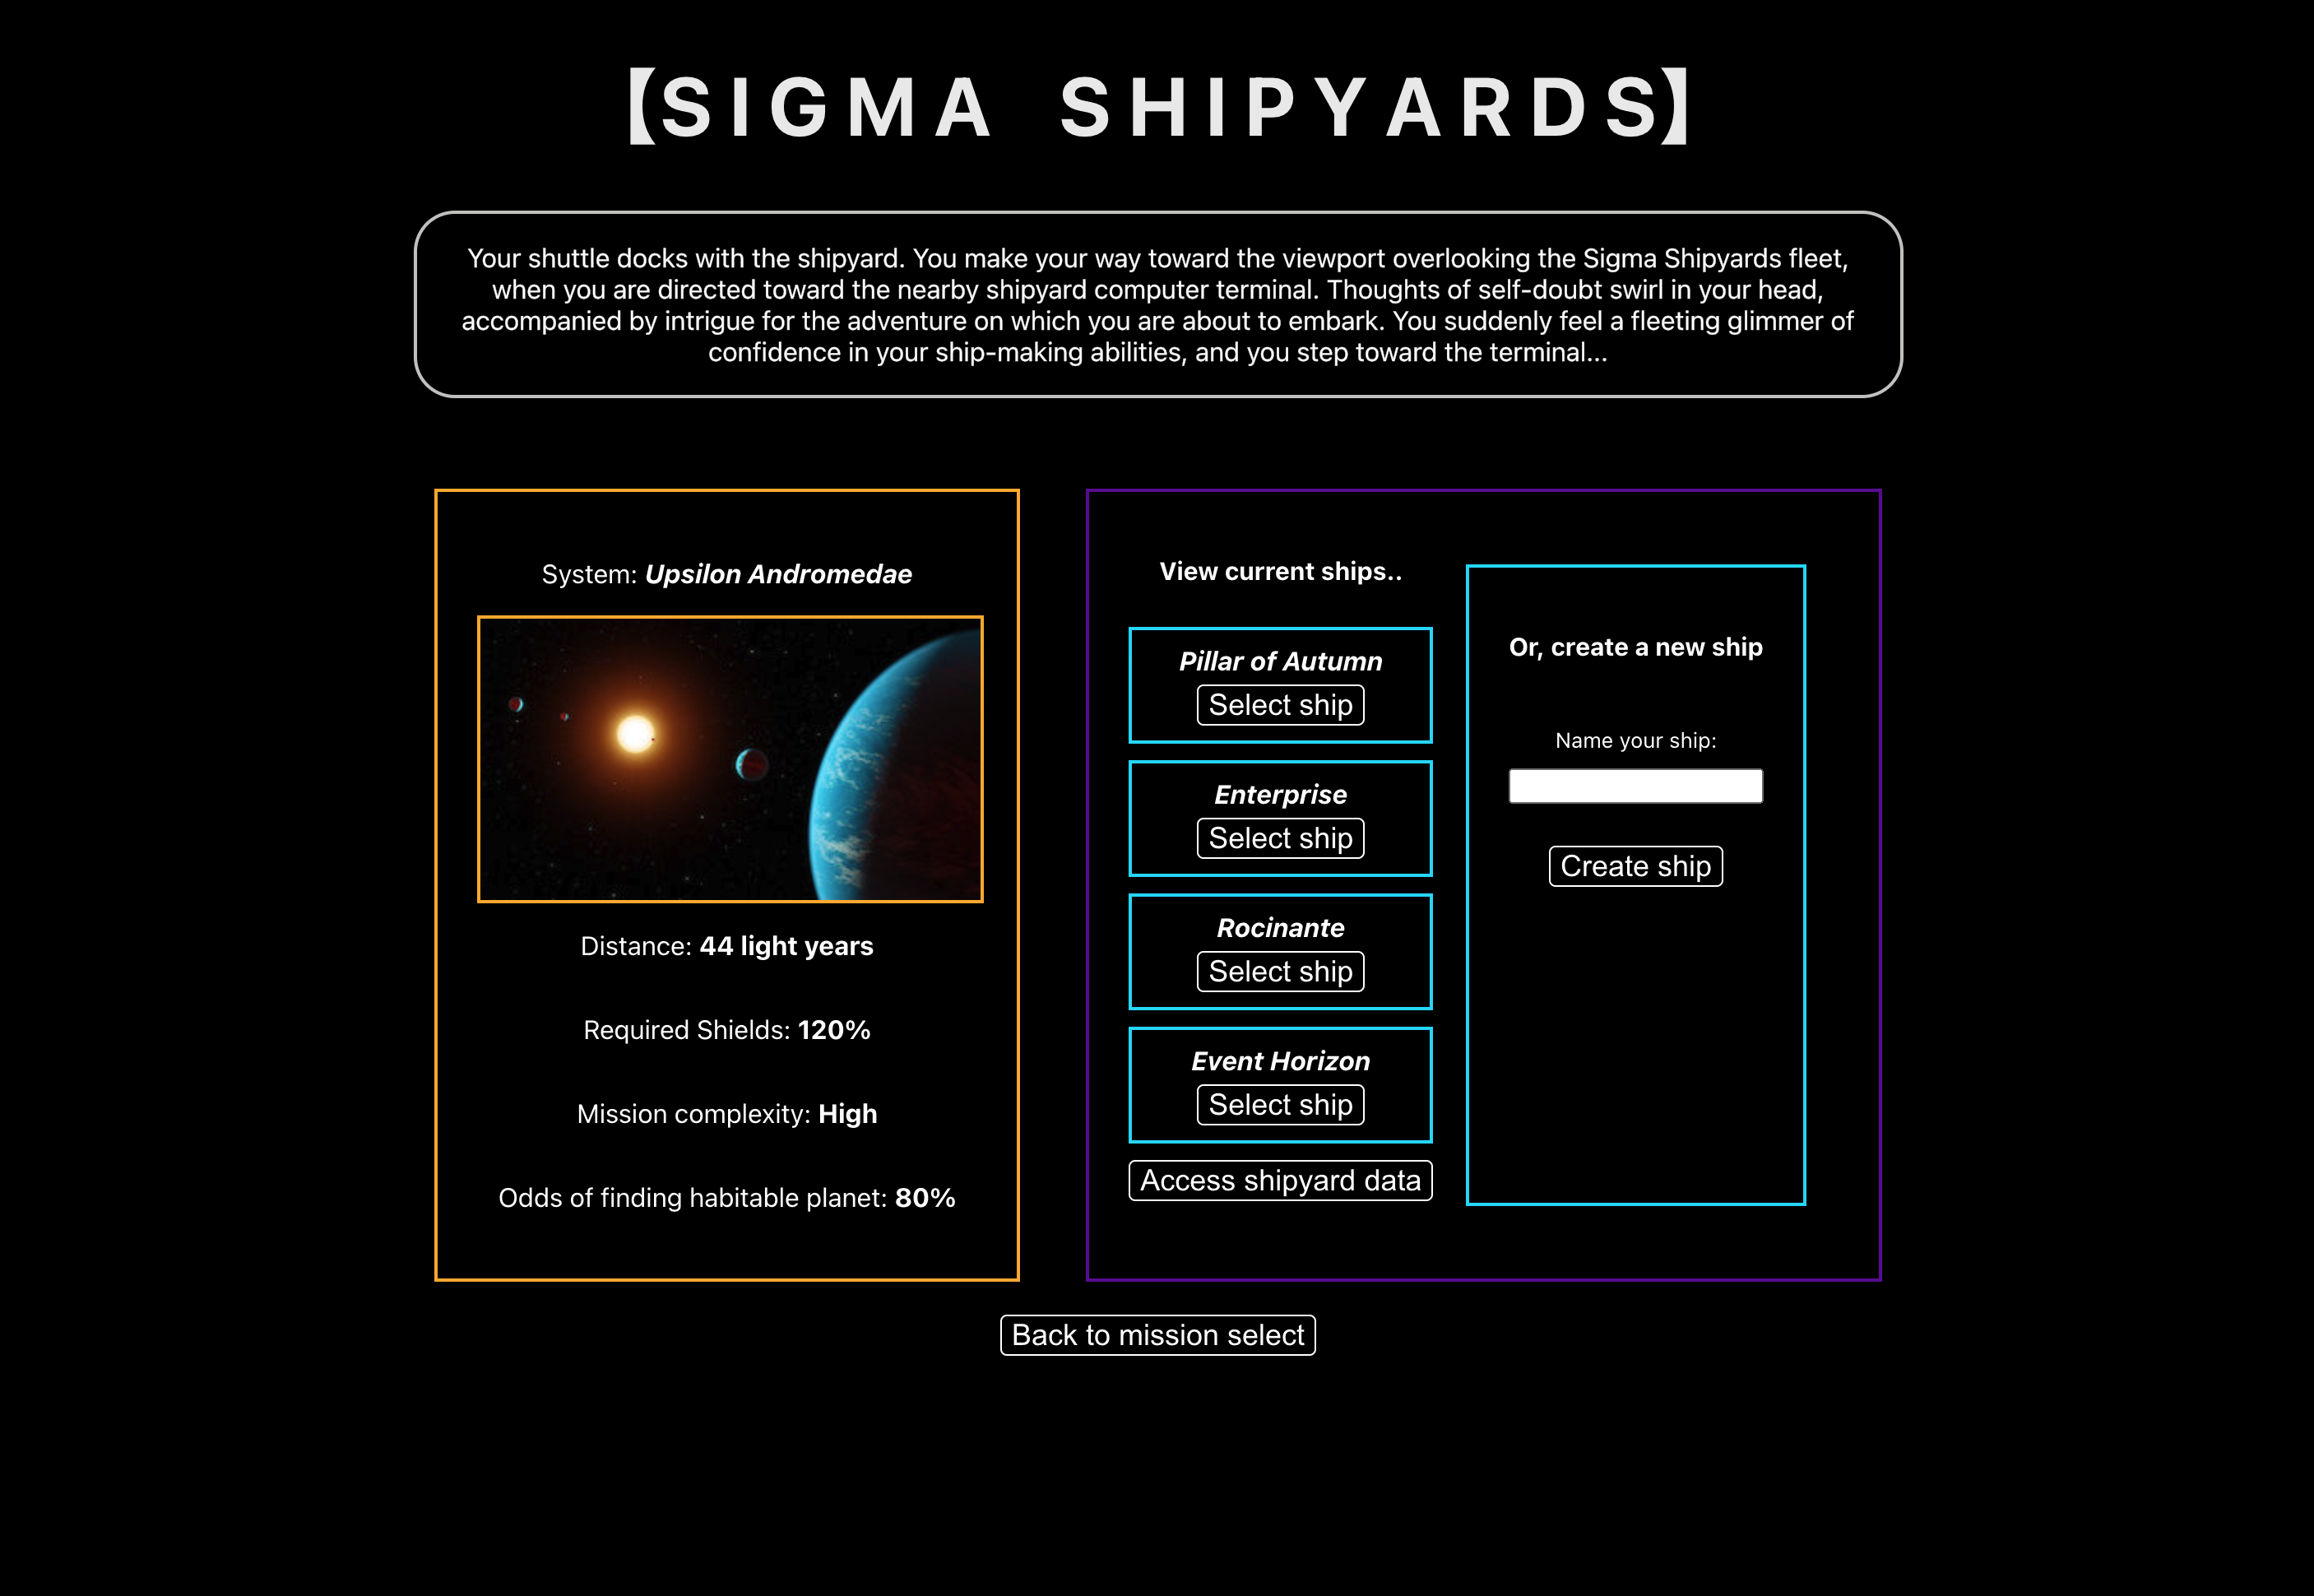 【SIGMA SHIPYARDS】
Your shuttle docks with the shipyard. You make your way toward the viewport overlooking the Sigma Shipyards fleet,
when you are directed toward the nearby shipyard computer terminal. Thoughts of self-doubt swirl in your head,
accompanied by intrigue for the adventure on which you are about to embark. You suddenly feel a fleeting glimmer of
confidence in your ship-making abilities, and you step toward the terminal...
System: Upsilon Andromedae
Distance: 44 light years
Required Shields: 120%
Mission complexity: High
Odds of finding habitable planet: 80%
View current ships..
Pillar of Autumn
Select ship
Enterprise
Select ship
Rocinante
Select ship
Event Horizon
Select ship
Access shipyard data
Or, create a new ship
Name your ship:
Create ship
Back to mission select